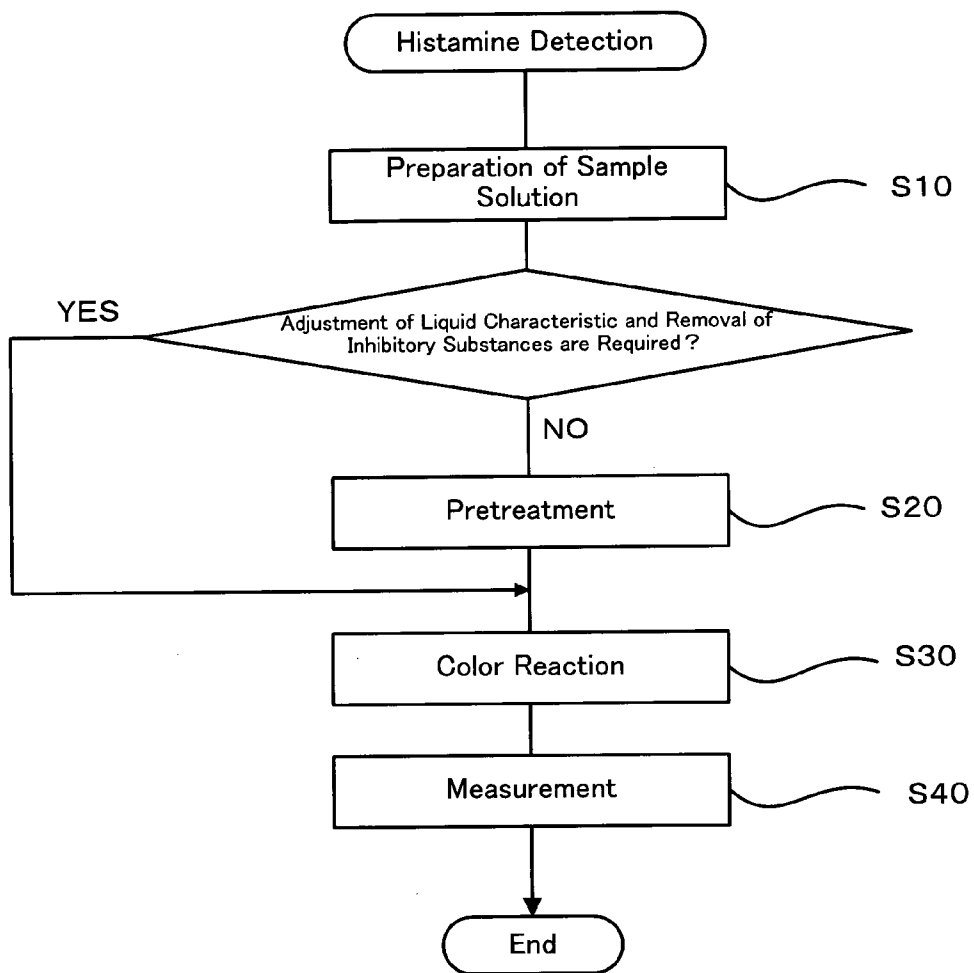 Histamine Detection
Preparation of Sample
Solution
S10
YES
Adjustment of Liquid Characteristic and Removal of
Inhibitory Substances are Required?
NO
Pretreatment
S20
Color Reaction
S30
Measurement
S40
End